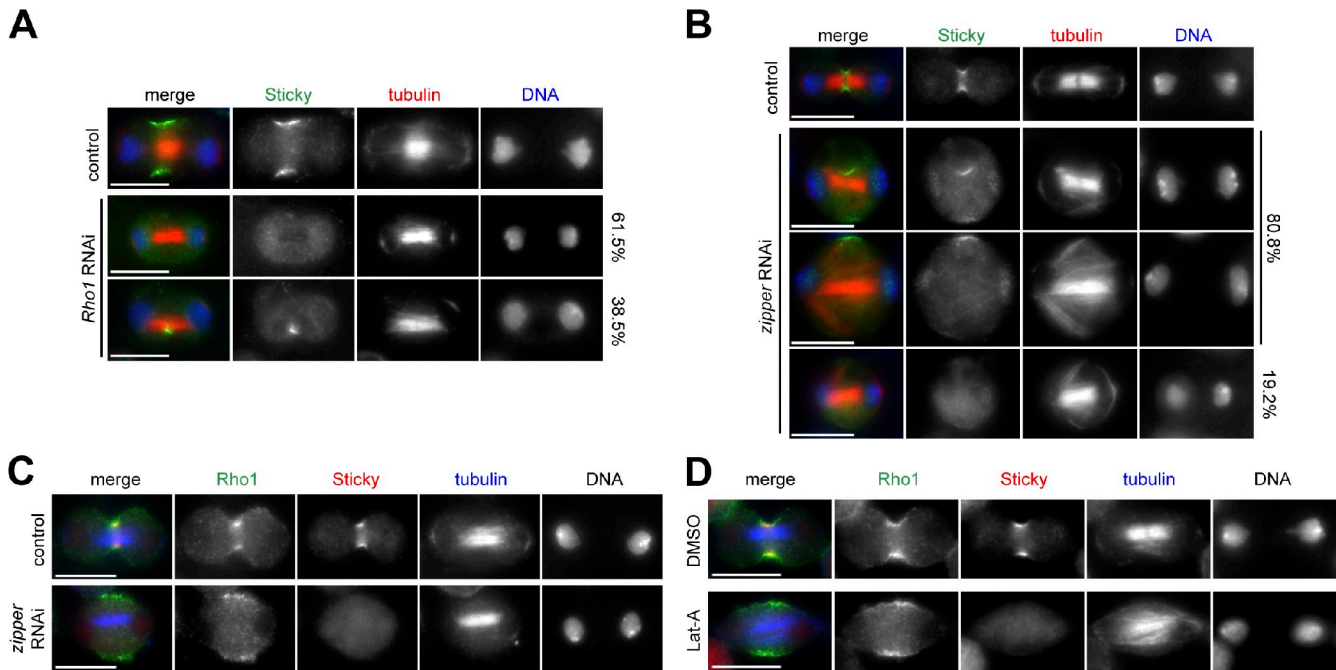 A
merge Sticky tubulin DNA
control
Rho1 RNAi
61.5%
38.5%
B
merge Sticky tubulin DNA
control
zipper RNAi
80.8%
19.2%
C
merge Rho1 Sticky tubulin DNA
control
zipper
RNAi
D
merge Rho1 Sticky tubulin DNA
DMSO
Lat-A